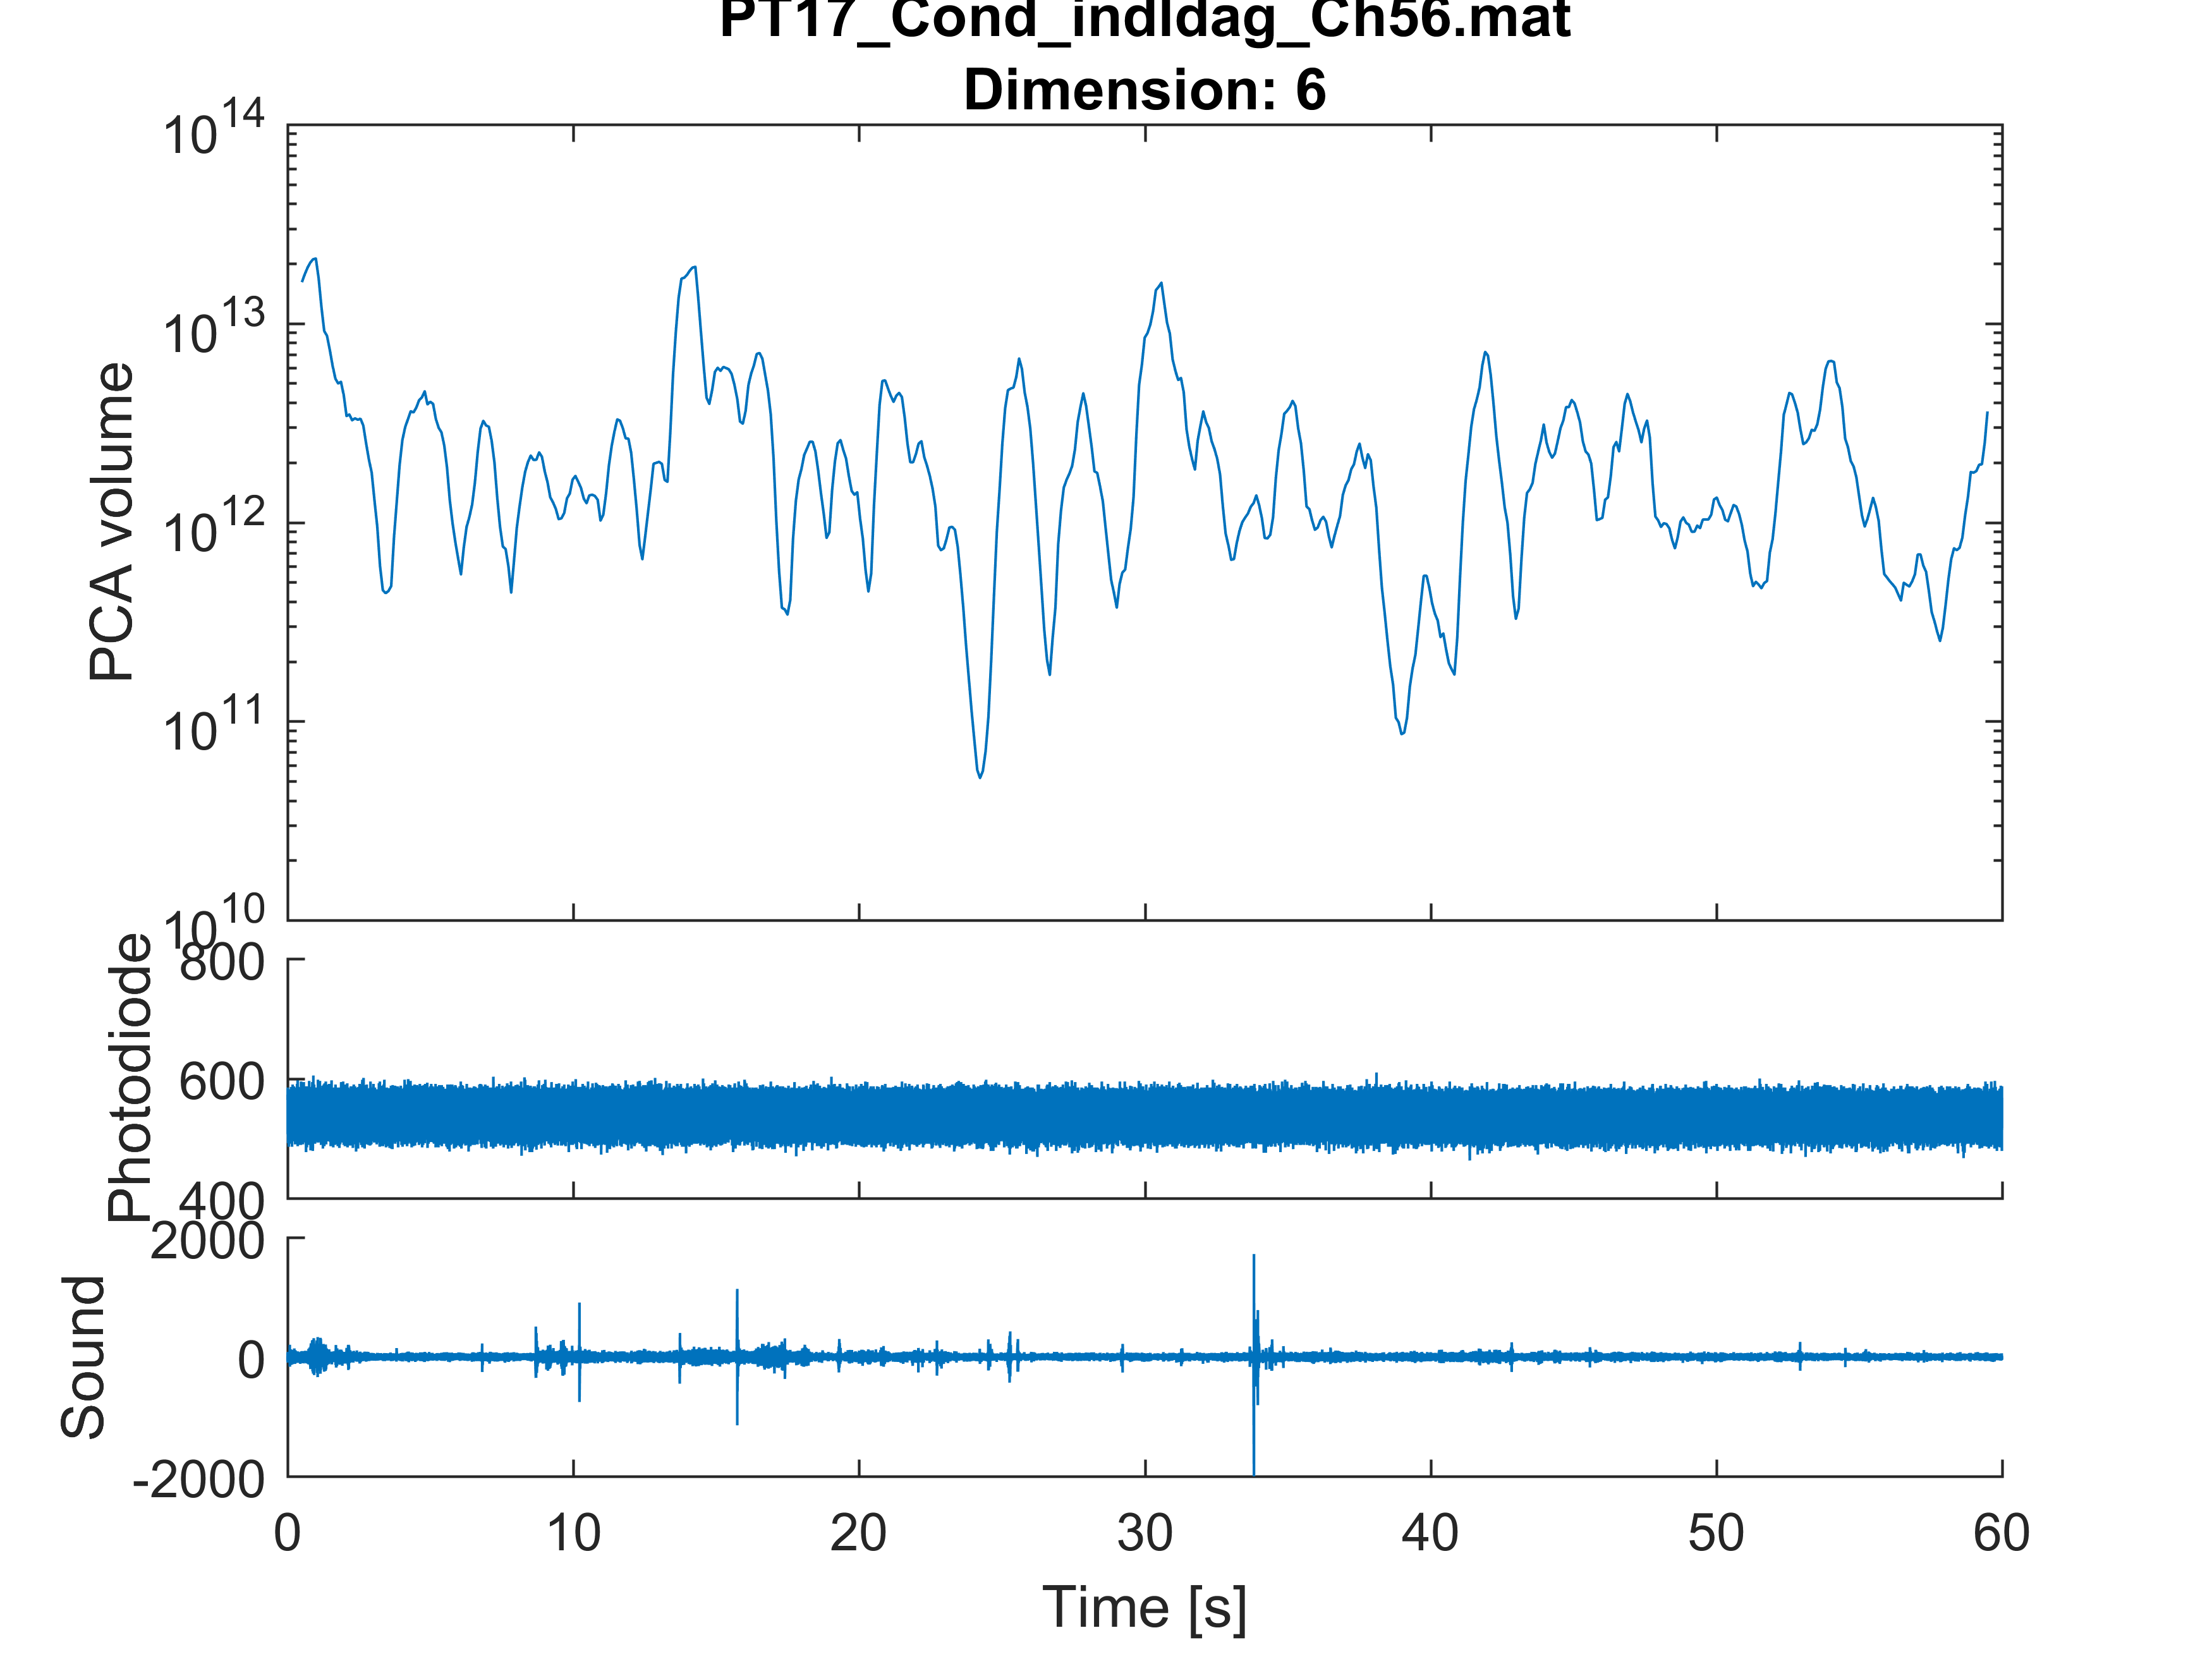 PT17_Cond_indIdag_Ch56.mat
Dimension: 6
10^14
10^13
10^12
10^11
10^10
PCA volume
800
600
400
Photodiode
2000
0
-2000
Sound
0 10 20 30 40 50 60
Time [s]